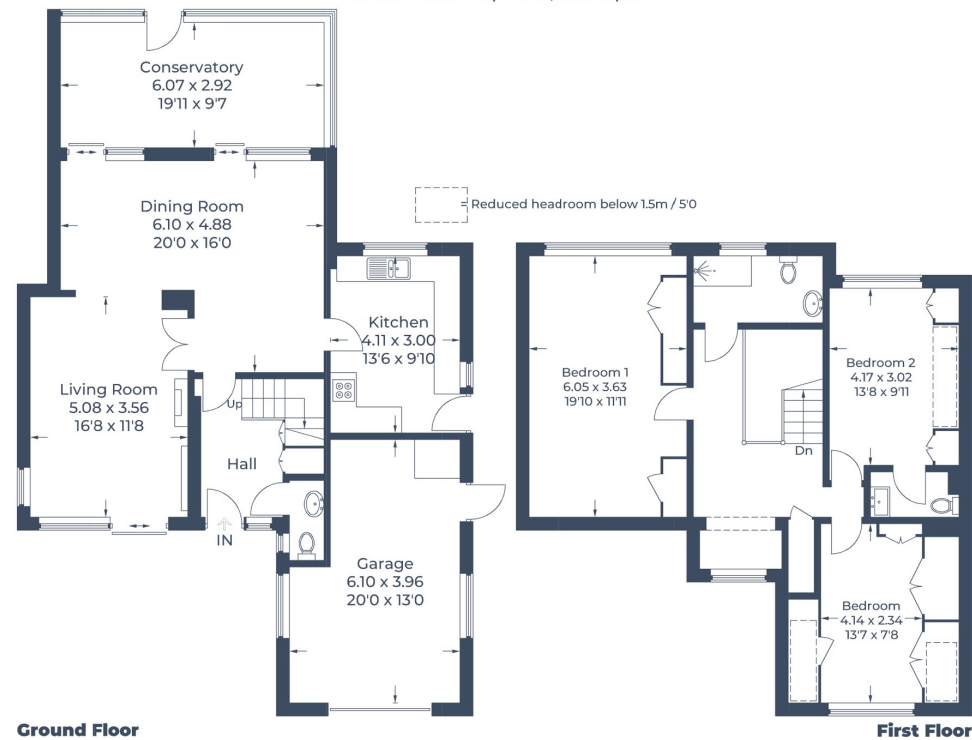 Conservatory
6.07 x 2.92
19'11 x 9'7
Dining Room
6.10 x 4.88
20'0 x 16'0
Reduced headroom below 1.5m / 5'0
Kitchen
4.11 x 3.00
13'6 x 9'10
Living Room
5.08 x 3.56
16'8 x 11'8
Up
Hall
IN
Garage
6.10 x 3.96
20'0 x 13'0
Ground Floor
Bedroom 1
6.05 x 3.63
19'10 x 11'11
Bedroom 2
4.17 x 3.02
13'8 x 9'11
Dn
Bedroom
4.14 x 2.34
13'7 x 7'8
First Floor